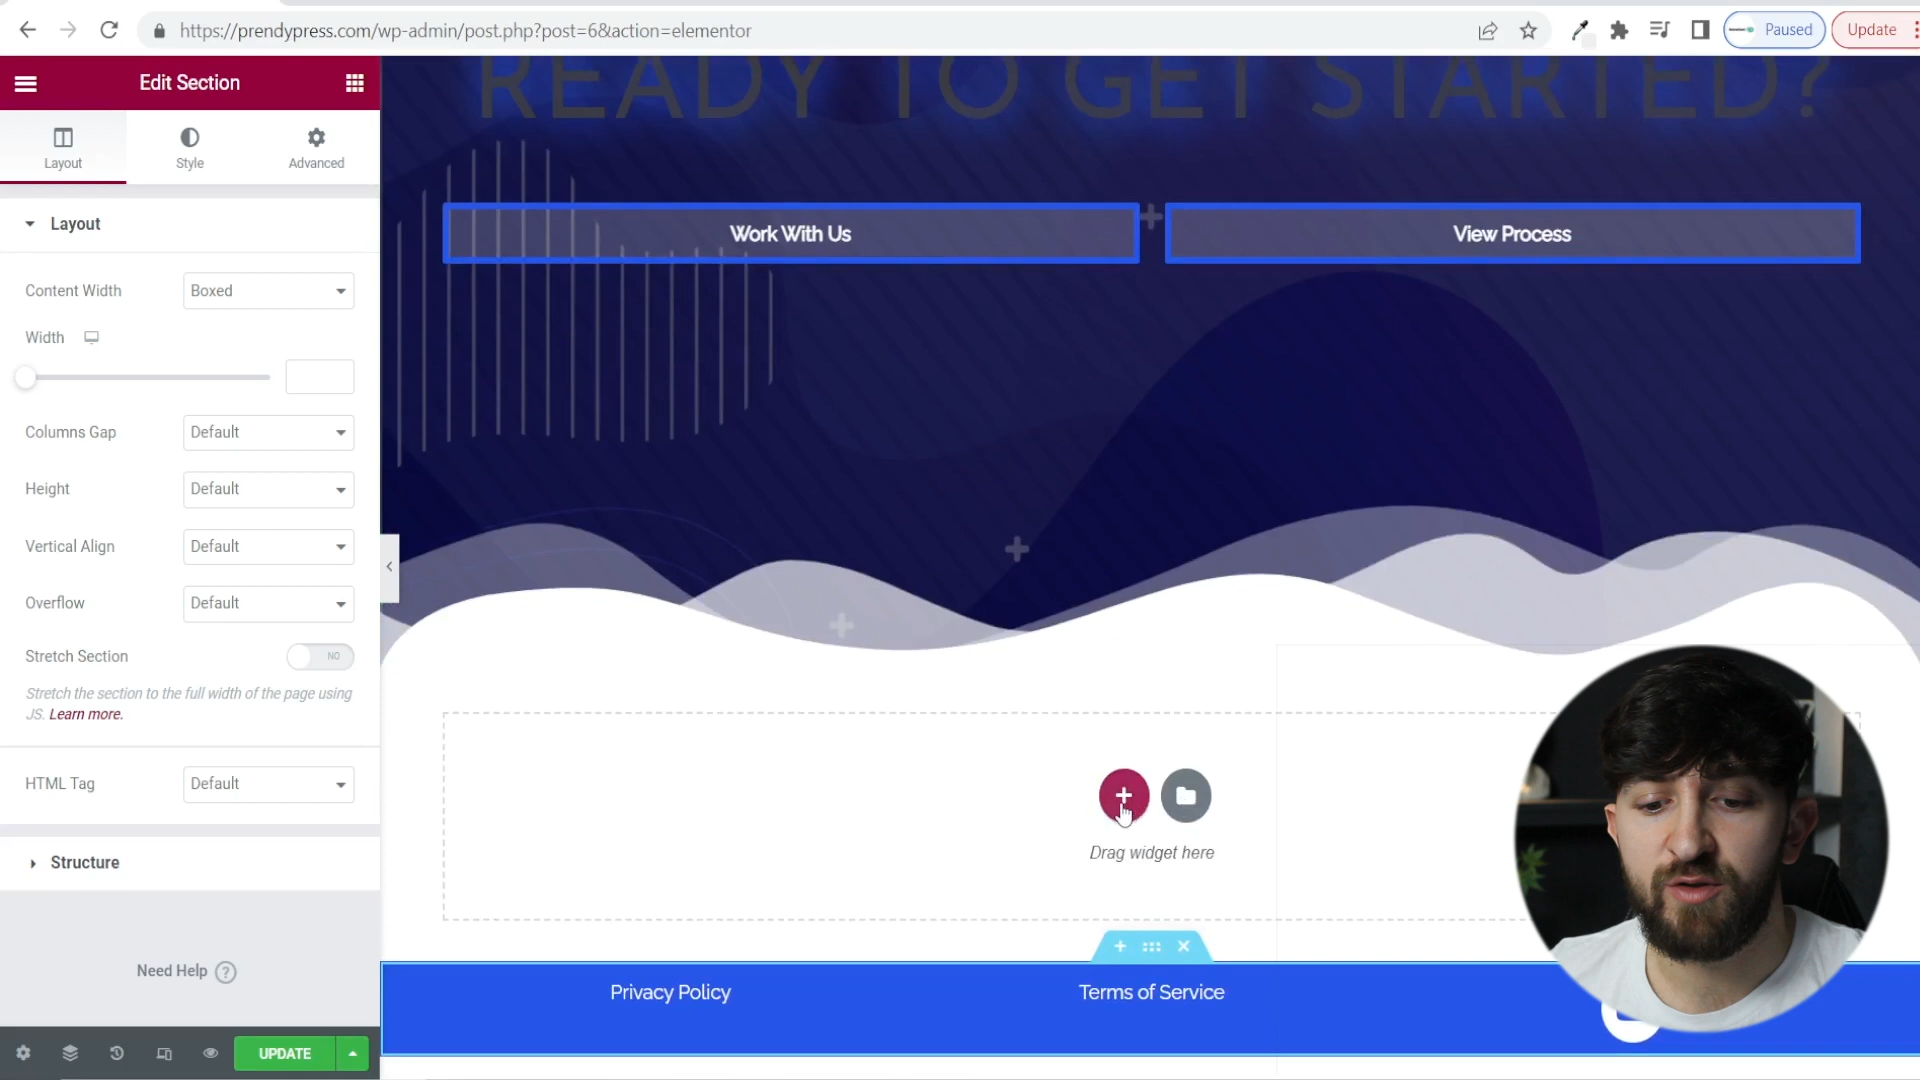 https://prendypress.com/wp-admin/post.php?post=6&action=elementor
Paused
Update
Edit Section
Layout
Style
Advanced
Layout
Content Width
Boxed
Width
Columns Gap
Default
Height
Default
Vertical Align
Default
Overflow
Default
Stretch Section
NO
Stretch the section to the full width of the page using
JS. Learn more.
HTML Tag
Default
Structure
Need Help
?
UPDATE
READY TO GET STARTED?
Work With Us
View Process
Drag widget here
Privacy Policy
Terms of Service